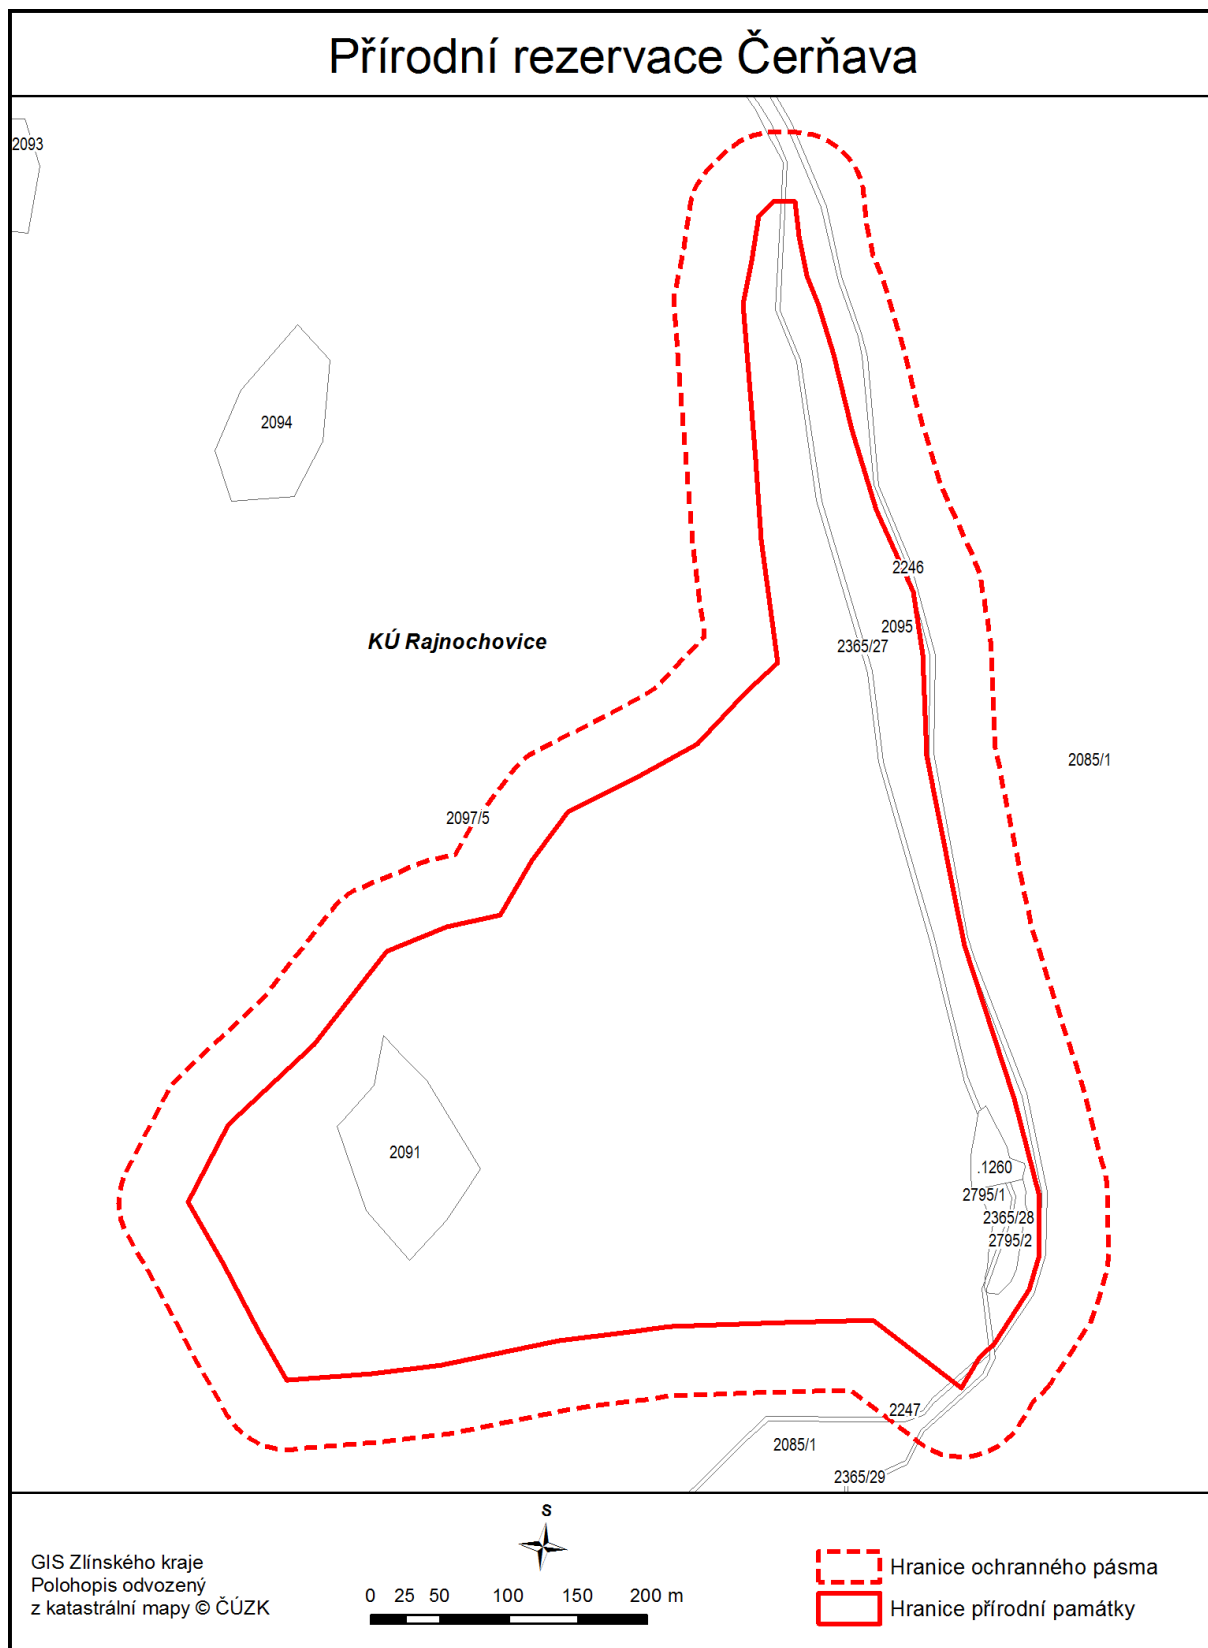 Přírodní rezervace Čerňava
2093
2094
2246
2095
KÚ Rajnochovice
2365/27
2085/1
2097/5
2091
.1260
2795/1
2365/28
2795/2
2247
2085/1
2365/29
S
GIS Zlínského kraje
Polohopis odvozený
z katastrální mapy © ČÚZK
0 25 50 100 150 200 m
Hranice ochranného pásma
Hranice přírodní památky